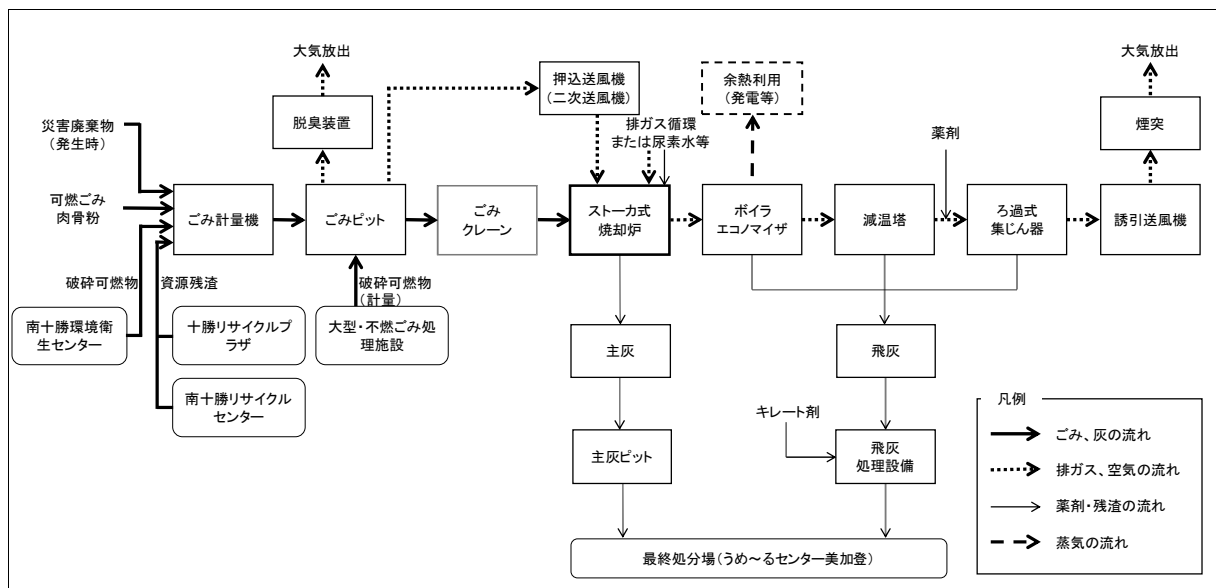 大気放出
脱臭装置
押込送風機
(二次送風機)
余熱利用
(発電等)
大気放出
煙突
災害廃棄物
(発生時)
排ガス循環
または尿素水等
薬剤
可燃ごみ
肉骨粉
ごみ計量機
ごみピット
ごみ
クレーン
ストーカ式
焼却炉
ボイラ
エコノマイザ
減温塔
ろ過式
集じん器
誘引送風機
破砕可燃物
資源残渣
破砕可燃物
(計量)
南十勝環境衛
生センター
十勝リサイクルプ
ラザ
大型・不燃ごみ処
理施設
南十勝リサイクル
センター
主灰
飛灰
キレート剤
主灰ピット
飛灰
処理設備
最終処分場(うめ～るセンター美加登)
凡例
ごみ、灰の流れ
排ガス、空気の流れ
薬剤・残渣の流れ
蒸気の流れ